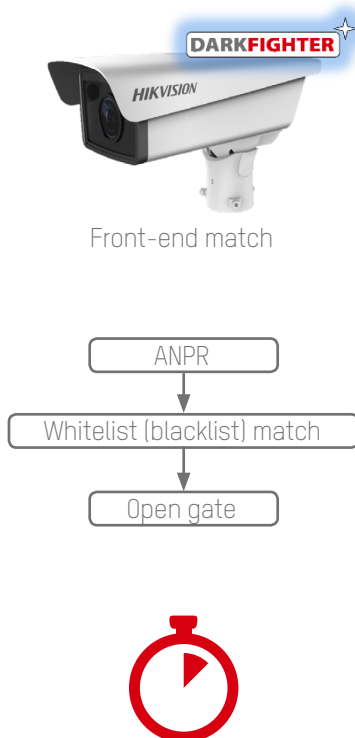 DARKFIGHTER
HIKVISION
Front-end match
ANPR
Whitelist (blacklist) match
Open gate